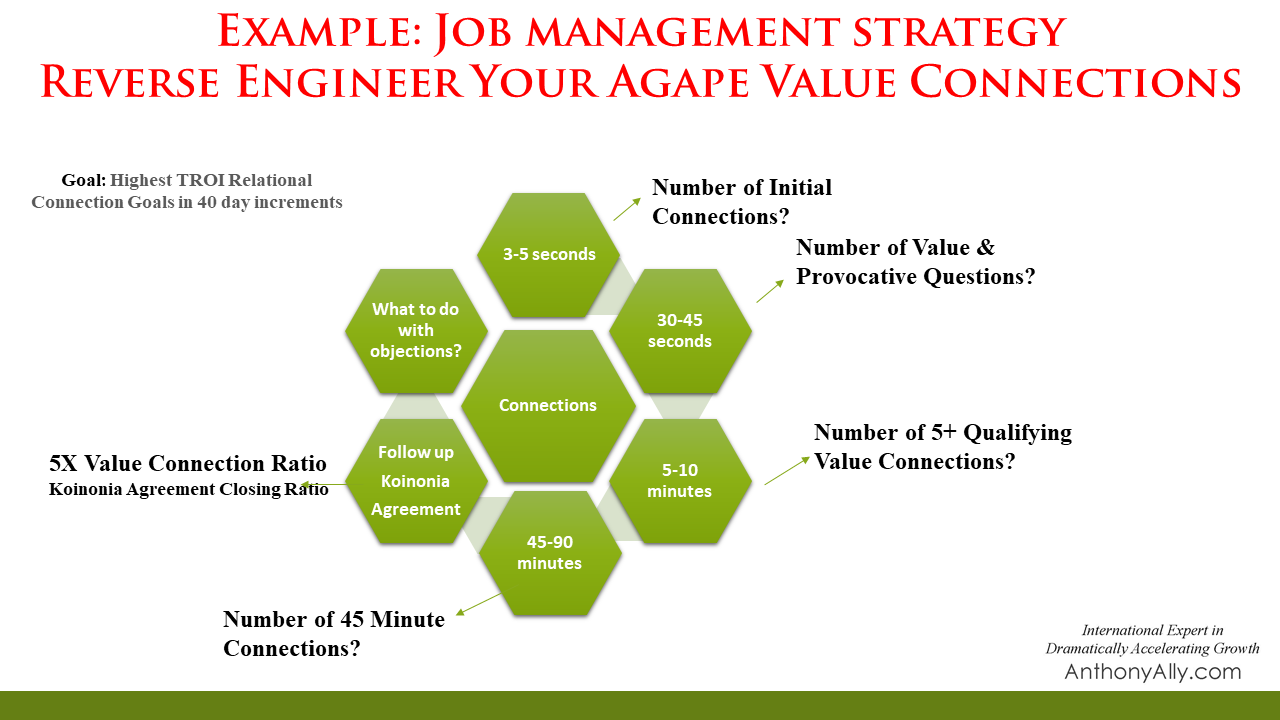 Example: Job management strategy
Reverse Engineer Your Agape Value Connections
Goal: Highest TROI Relational
Connection Goals in 40 day increments
3-5 seconds
Number of Initial
Connections?
30-45
seconds
Number of Value &
Provocative Questions?
5-10
minutes
Number of 5+ Qualifying
Value Connections?
45-90
minutes
Number of 45 Minute
Connections?
Follow up
Koinonia
Agreement
5X Value Connection Ratio
Koinonia Agreement Closing Ratio
What to do
with
objections?
Connections
International Expert in
Dramatically Accelerating Growth
AnthonyAlly.com